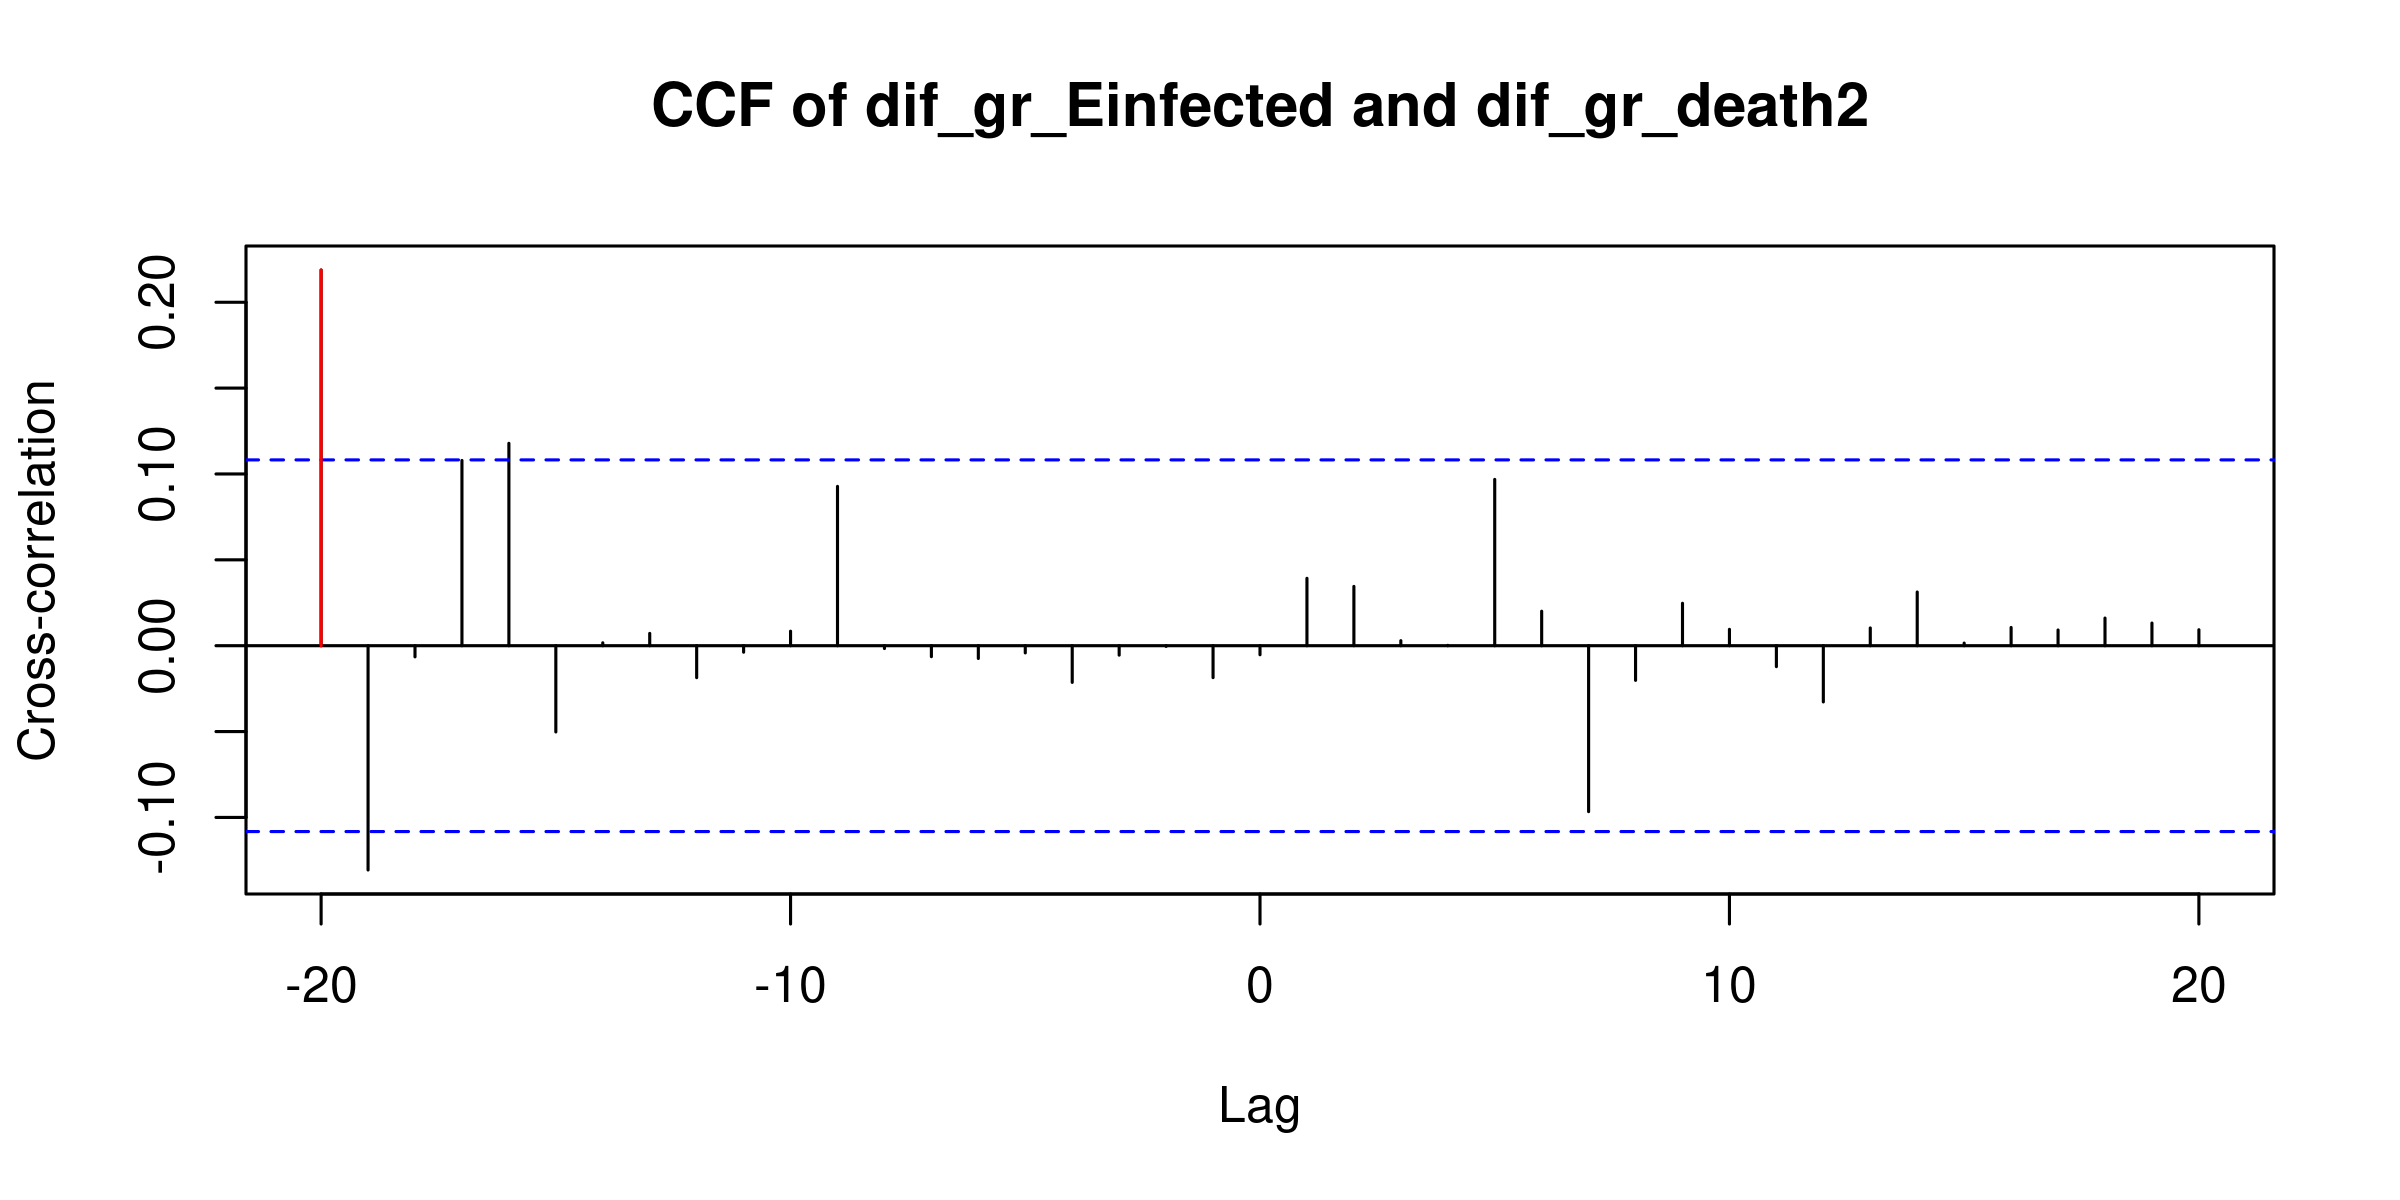 CCF of dif_gr_Einfected and dif_gr_death2
Cross-correlation
0.20
0.10
0.00
-0.10
-20 -10 0 10 20
Lag